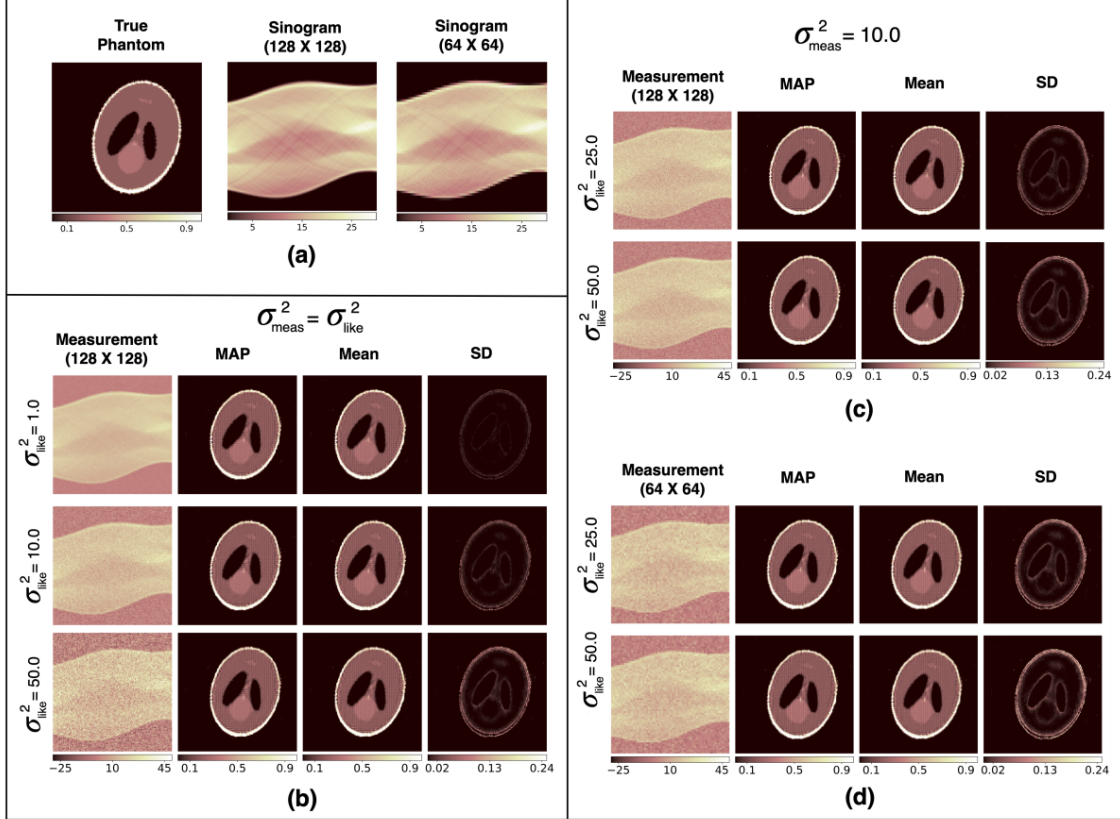 True
Phantom
Sinogram
(128 X 128)
Sinogram
(64 X 64)
0.1 0.5 0.9
5 15 25
5 15 25
(a)
σ²meas = σ²like
Measurement
(128 X 128)
MAP
Mean
SD
σ²like = 1.0
σ²like = 10.0
σ²like = 50.0
−25 10 45
0.1 0.5 0.9
0.1 0.5 0.9
0.02 0.13 0.24
(b)
σ²meas = 10.0
Measurement
(128 X 128)
MAP
Mean
SD
σ²like = 25.0
σ²like = 50.0
−25 10 45
0.1 0.5 0.9
0.1 0.5 0.9
0.02 0.13 0.24
(c)
Measurement
(64 X 64)
MAP
Mean
SD
σ²like = 25.0
σ²like = 50.0
−25 10 45
0.1 0.5 0.9
0.1 0.5 0.9
0.02 0.13 0.24
(d)